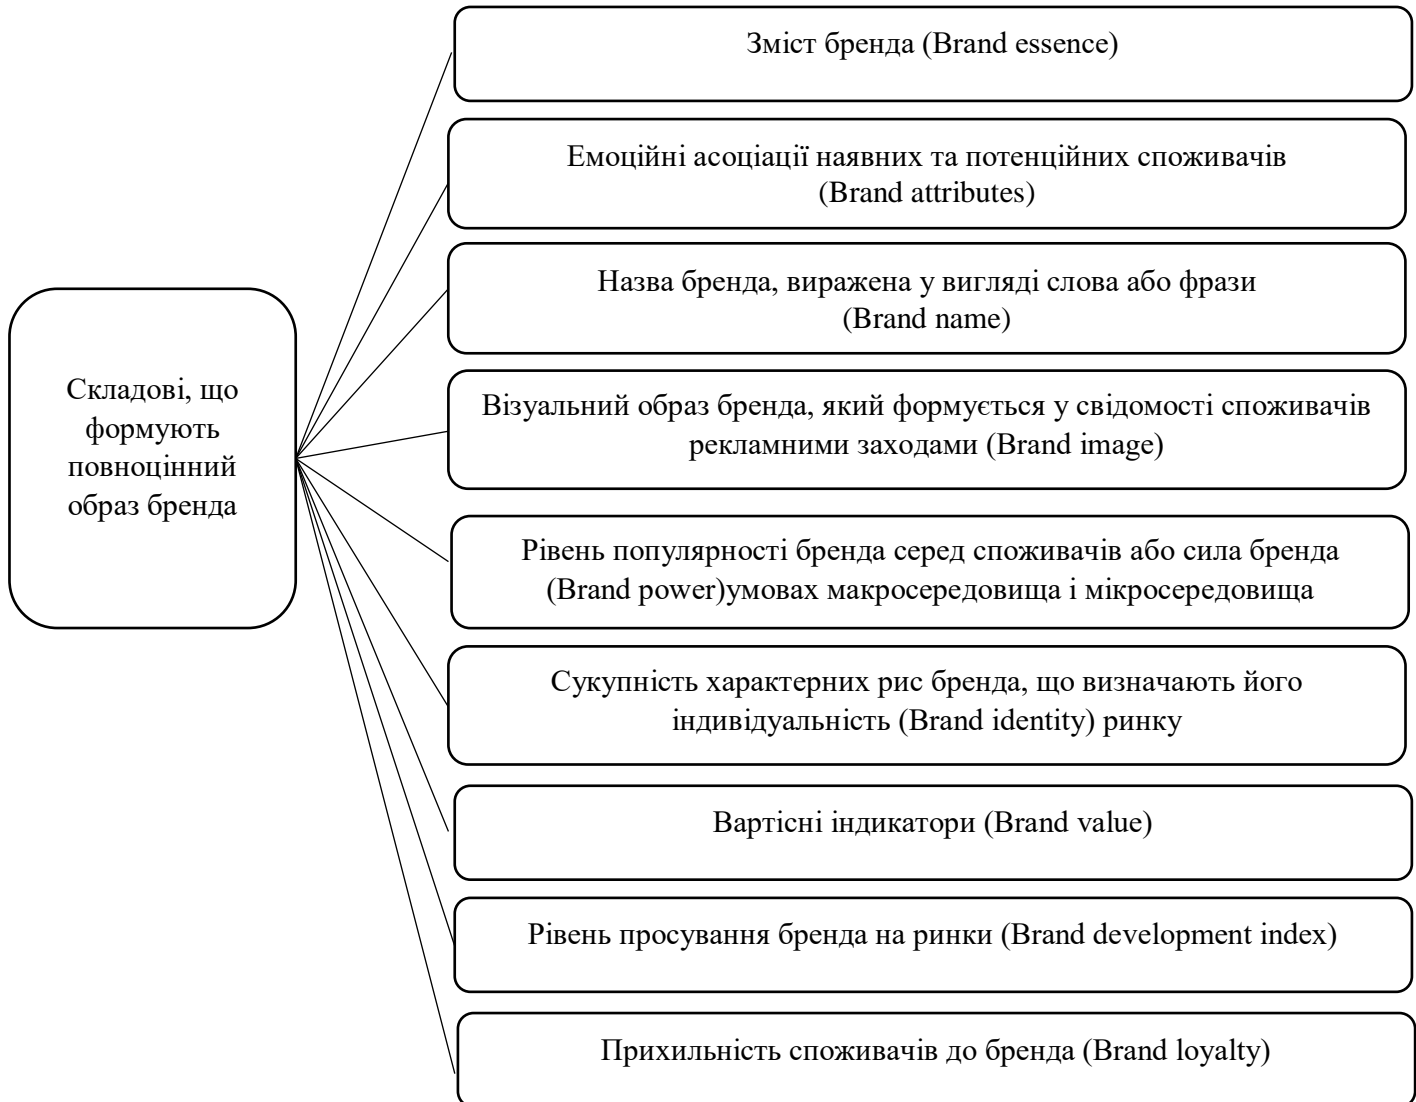 Зміст бренда (Brand essence)
Емоційні асоціації наявних та потенційних споживачів
(Brand attributes)
Назва бренда, виражена у вигляді слова або фрази
(Brand name)
Складові, що
формують
повноцінний
образ бренда
Візуальний образ бренда, який формується у свідомості споживачів
рекламними заходами (Brand image)
Рівень популярності бренда серед споживачів або сила бренда
(Brand power)умовах макросередовища і мікросередовища
Сукупність характерних рис бренда, що визначають його
індивідуальність (Brand identity) ринку
Вартісні індикатори (Brand value)
Рівень просування бренда на ринки (Brand development index)
Прихильність споживачів до бренда (Brand loyalty)